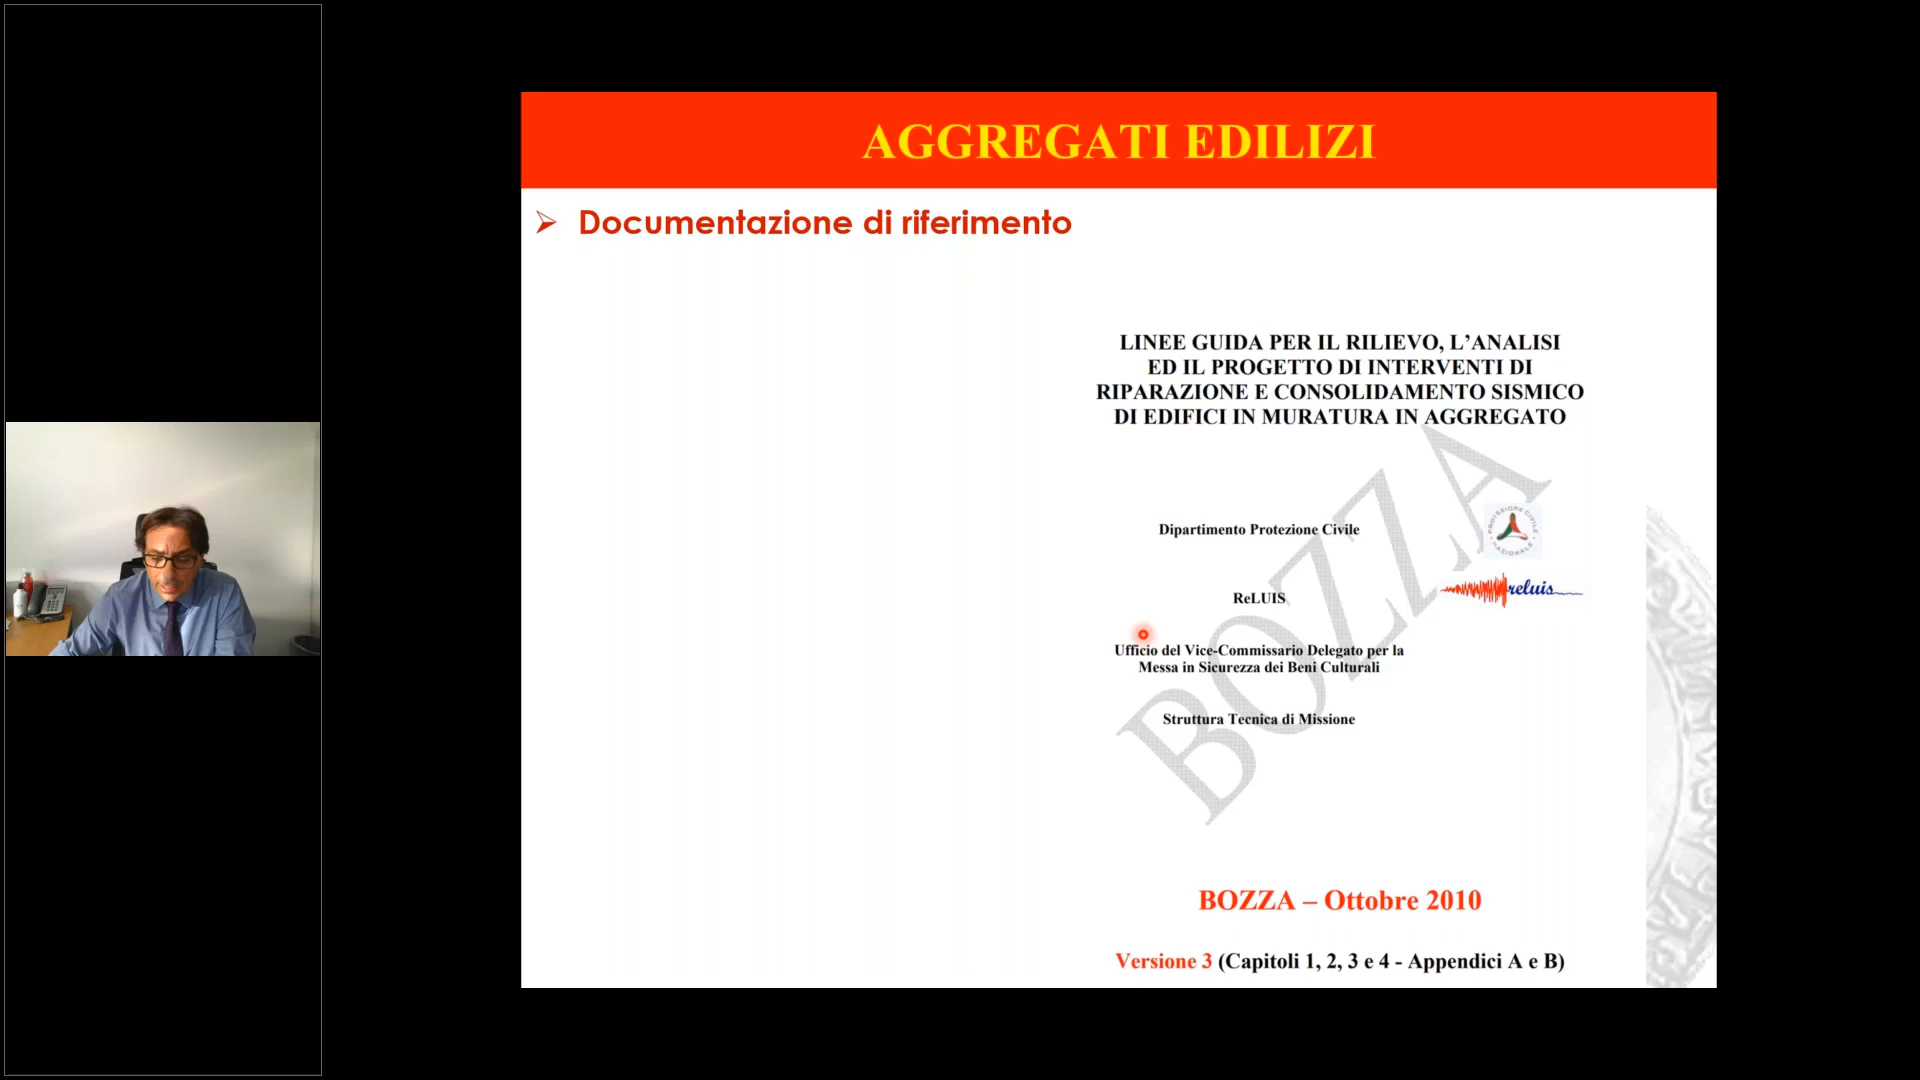 AGGREGATI EDILIZI
Documentazione di riferimento
LINEE GUIDA PER IL RILIEVO, L’ANALISI
ED IL PROGETTO DI INTERVENTI DI
RIPARAZIONE E CONSOLIDAMENTO SISMICO
DI EDIFICI IN MURATURA IN AGGREGATO
BOZZA
Dipartimento Protezione Civile
PROTEZIONE CIVILE
NAZIONALE
ReLUIS
reluis
Ufficio del Vice-Commissario Delegato per la
Messa in Sicurezza dei Beni Culturali
Struttura Tecnica di Missione
BOZZA – Ottobre 2010
Versione 3 (Capitoli 1, 2, 3 e 4 - Appendici A e B)